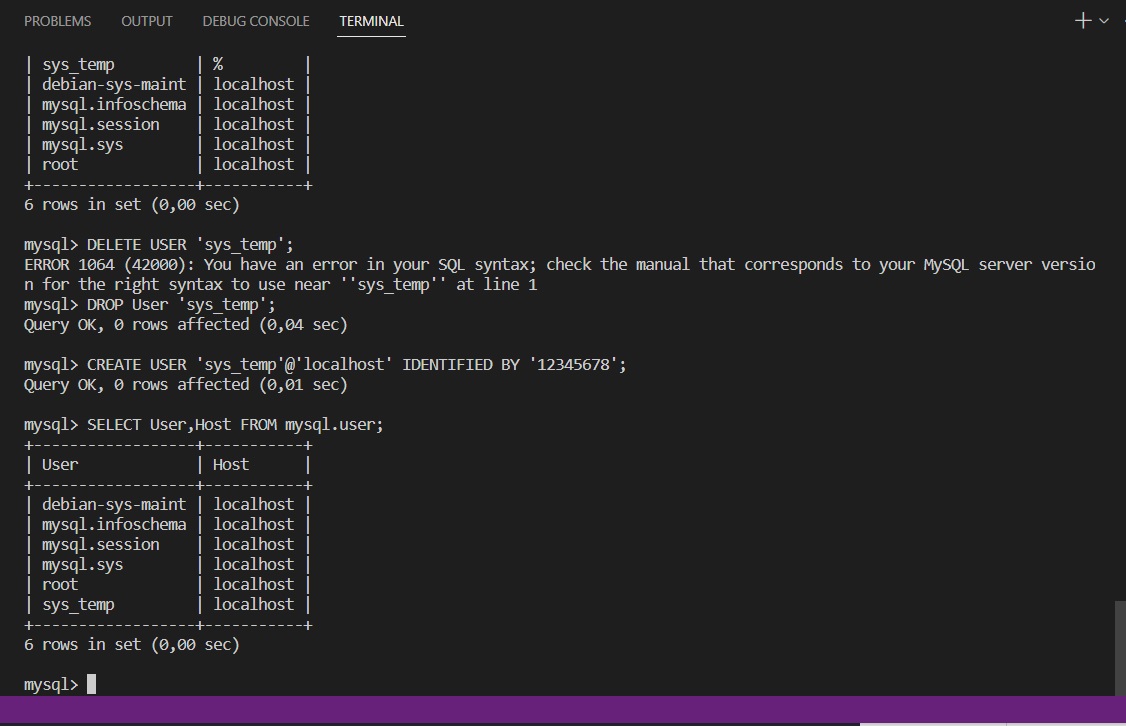 PROBLEMS OUTPUT DEBUG CONSOLE TERMINAL
| sys_temp         | %         |
| debian-sys-maint | localhost |
| mysql.infoschema | localhost |
| mysql.session    | localhost |
| mysql.sys        | localhost |
| root             | localhost |
+------------------+-----------+
6 rows in set (0,00 sec)
mysql> DELETE USER 'sys_temp';
ERROR 1064 (42000): You have an error in your SQL syntax; check the manual that corresponds to your MySQL server versio
n for the right syntax to use near ''sys_temp'' at line 1
mysql> DROP User 'sys_temp';
Query OK, 0 rows affected (0,04 sec)
mysql> CREATE USER 'sys_temp'@'localhost' IDENTIFIED BY '12345678';
Query OK, 0 rows affected (0,01 sec)
mysql> SELECT User,Host FROM mysql.user;
+------------------+-----------+
| User             | Host      |
+------------------+-----------+
| debian-sys-maint | localhost |
| mysql.infoschema | localhost |
| mysql.session    | localhost |
| mysql.sys        | localhost |
| root             | localhost |
| sys_temp         | localhost |
+------------------+-----------+
6 rows in set (0,00 sec)
mysql>